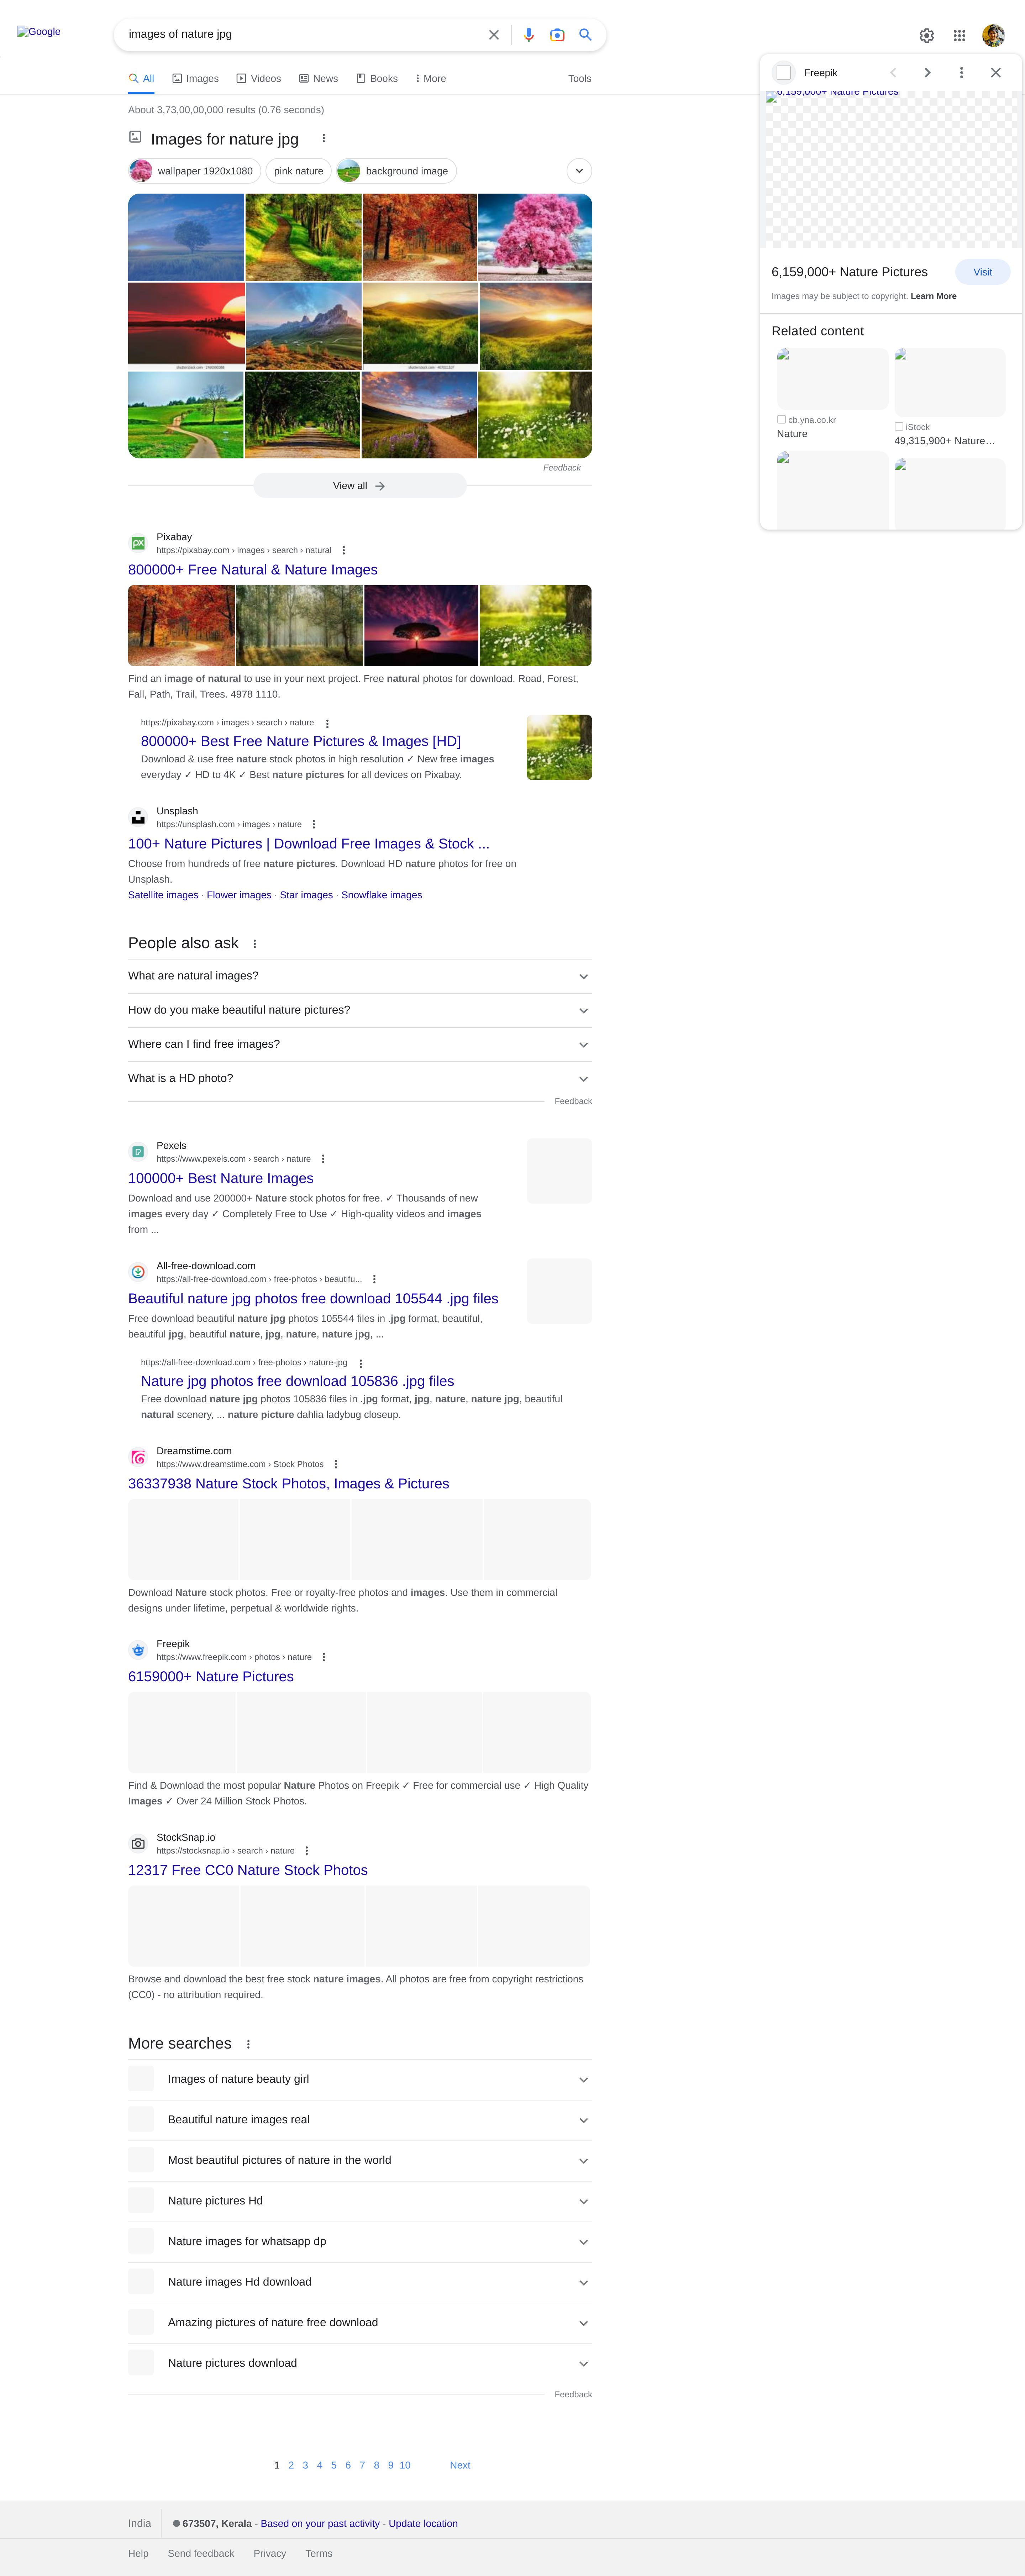 Google
images of nature jpg
All
Images
Videos
News
Books
More
Tools
About 3,73,00,00,000 results (0.76 seconds)
Images for nature jpg
wallpaper 1920x1080
pink nature
background image
Feedback
View all
Pixabay
https://pixabay.com › images › search › natural
800000+ Free Natural & Nature Images
Find an image of natural to use in your next project. Free natural photos for download. Road, Forest,
Fall, Path, Trail, Trees. 4978 1110.
https://pixabay.com › images › search › nature
800000+ Best Free Nature Pictures & Images [HD]
Download & use free nature stock photos in high resolution ✓ New free images
everyday ✓ HD to 4K ✓ Best nature pictures for all devices on Pixabay.
Unsplash
https://unsplash.com › images › nature
100+ Nature Pictures | Download Free Images & Stock ...
Choose from hundreds of free nature pictures. Download HD nature photos for free on
Unsplash.
Satellite images · Flower images · Star images · Snowflake images
People also ask
What are natural images?
How do you make beautiful nature pictures?
Where can I find free images?
What is a HD photo?
Feedback
Pexels
https://www.pexels.com › search › nature
100000+ Best Nature Images
Download and use 200000+ Nature stock photos for free. ✓ Thousands of new
images every day ✓ Completely Free to Use ✓ High-quality videos and images
from ...
All-free-download.com
https://all-free-download.com › free-photos › beautifu...
Beautiful nature jpg photos free download 105544 .jpg files
Free download beautiful nature jpg photos 105544 files in .jpg format, beautiful,
beautiful jpg, beautiful nature, jpg, nature, nature jpg, ...
https://all-free-download.com › free-photos › nature-jpg
Nature jpg photos free download 105836 .jpg files
Free download nature jpg photos 105836 files in .jpg format, jpg, nature, nature jpg, beautiful
natural scenery, ... nature picture dahlia ladybug closeup.
Dreamstime.com
https://www.dreamstime.com › Stock Photos
36337938 Nature Stock Photos, Images & Pictures
Download Nature stock photos. Free or royalty-free photos and images. Use them in commercial
designs under lifetime, perpetual & worldwide rights.
Freepik
https://www.freepik.com › photos › nature
6159000+ Nature Pictures
Find & Download the most popular Nature Photos on Freepik ✓ Free for commercial use ✓ High Quality
Images ✓ Over 24 Million Stock Photos.
StockSnap.io
https://stocksnap.io › search › nature
12317 Free CC0 Nature Stock Photos
Browse and download the best free stock nature images. All photos are free from copyright restrictions
(CC0) - no attribution required.
More searches
Images of nature beauty girl
Beautiful nature images real
Most beautiful pictures of nature in the world
Nature pictures Hd
Nature images for whatsapp dp
Nature images Hd download
Amazing pictures of nature free download
Nature pictures download
Feedback
1 2 3 4 5 6 7 8 9 10 Next
India
673507, Kerala - Based on your past activity - Update location
Help
Send feedback
Privacy
Terms
Freepik
6,159,000+ Nature Pictures
6,159,000+ Nature Pictures
Visit
Images may be subject to copyright. Learn More
Related content
cb.yna.co.kr
Nature
iStock
49,315,900+ Nature…